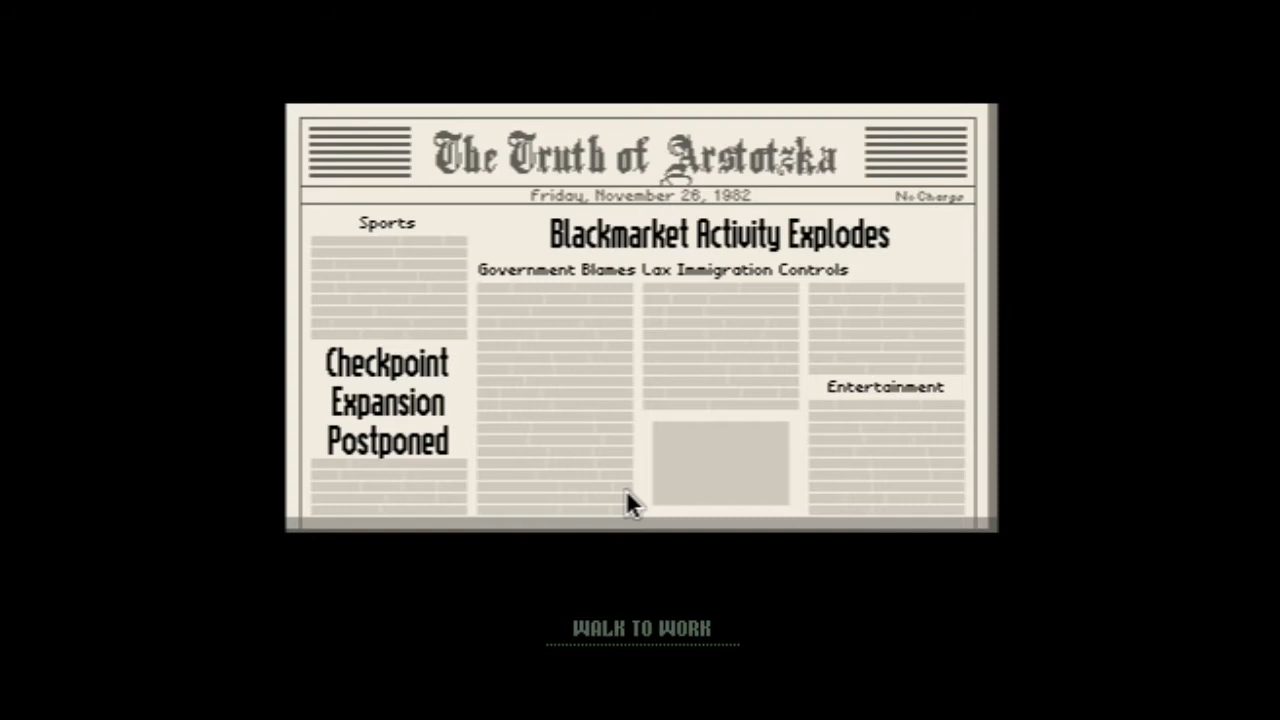 The Truth of Arstotzka
Friday, November 26, 1982
No Charge
Sports
Checkpoint
Expansion
Postponed
Blackmarket Activity Explodes
Government Blames Lax Immigration Controls
Entertainment
WALK TO WORK